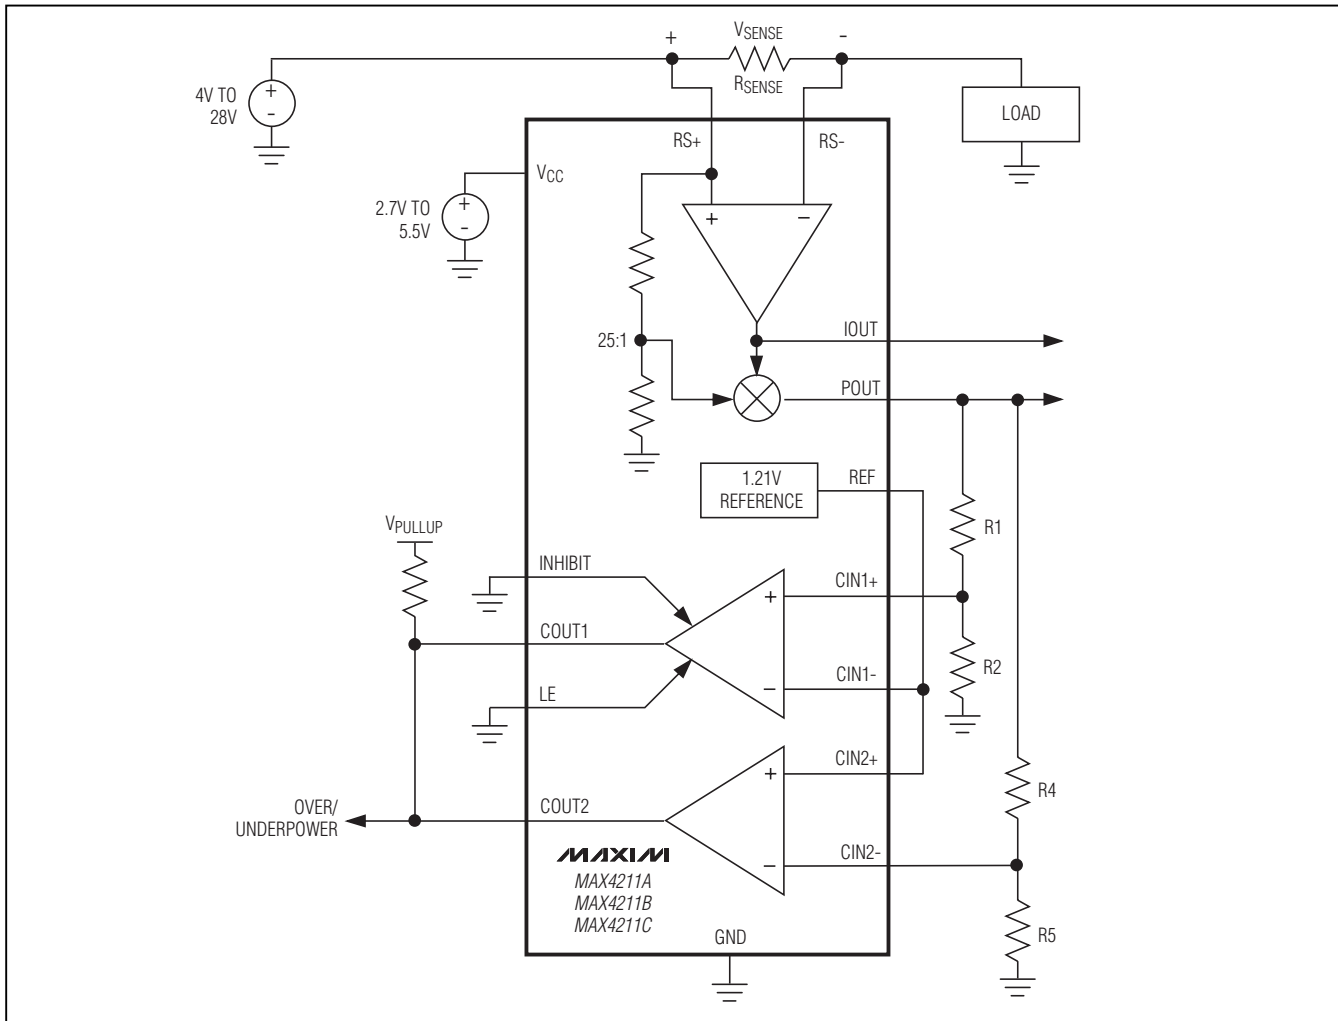 +
VSENSE
-
RSENSE
4V TO
28V
+
-
LOAD
RS+
RS-
VCC
2.7V TO
5.5V
+
-
+
−
25:1
IOUT
POUT
1.21V
REFERENCE
REF
R1
VPULLUP
INHIBIT
+
CIN1+
COUT1
R2
−
CIN1-
LE
+
CIN2+
R4
OVER/
UNDERPOWER
COUT2
−
CIN2-
MAXIM
MAX4211A
MAX4211B
MAX4211C
GND
R5